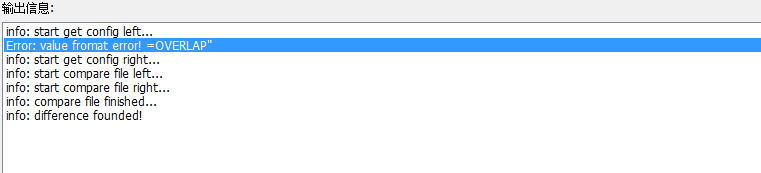 输出信息:
info: start get config left...
Error: value fromat error! =OVERLAP"
info: start get config right...
info: start compare file left...
info: start compare file right...
info: compare file finished...
info: difference founded!